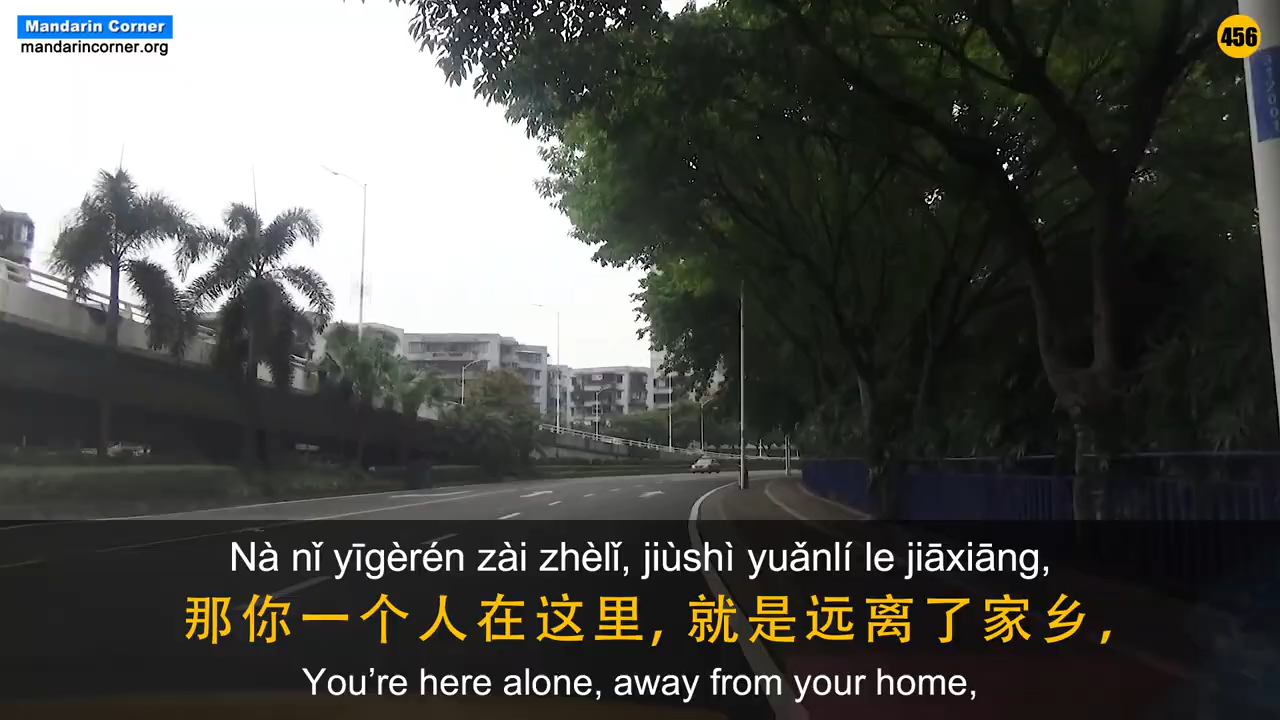 Mandarin Corner
mandarincorner.org
456
Nà nǐ yīgèrén zài zhèlǐ, jiùshì yuǎnlí le jiāxiāng,
那你一个人在这里, 就是远离了家乡,
You're here alone, away from your home,